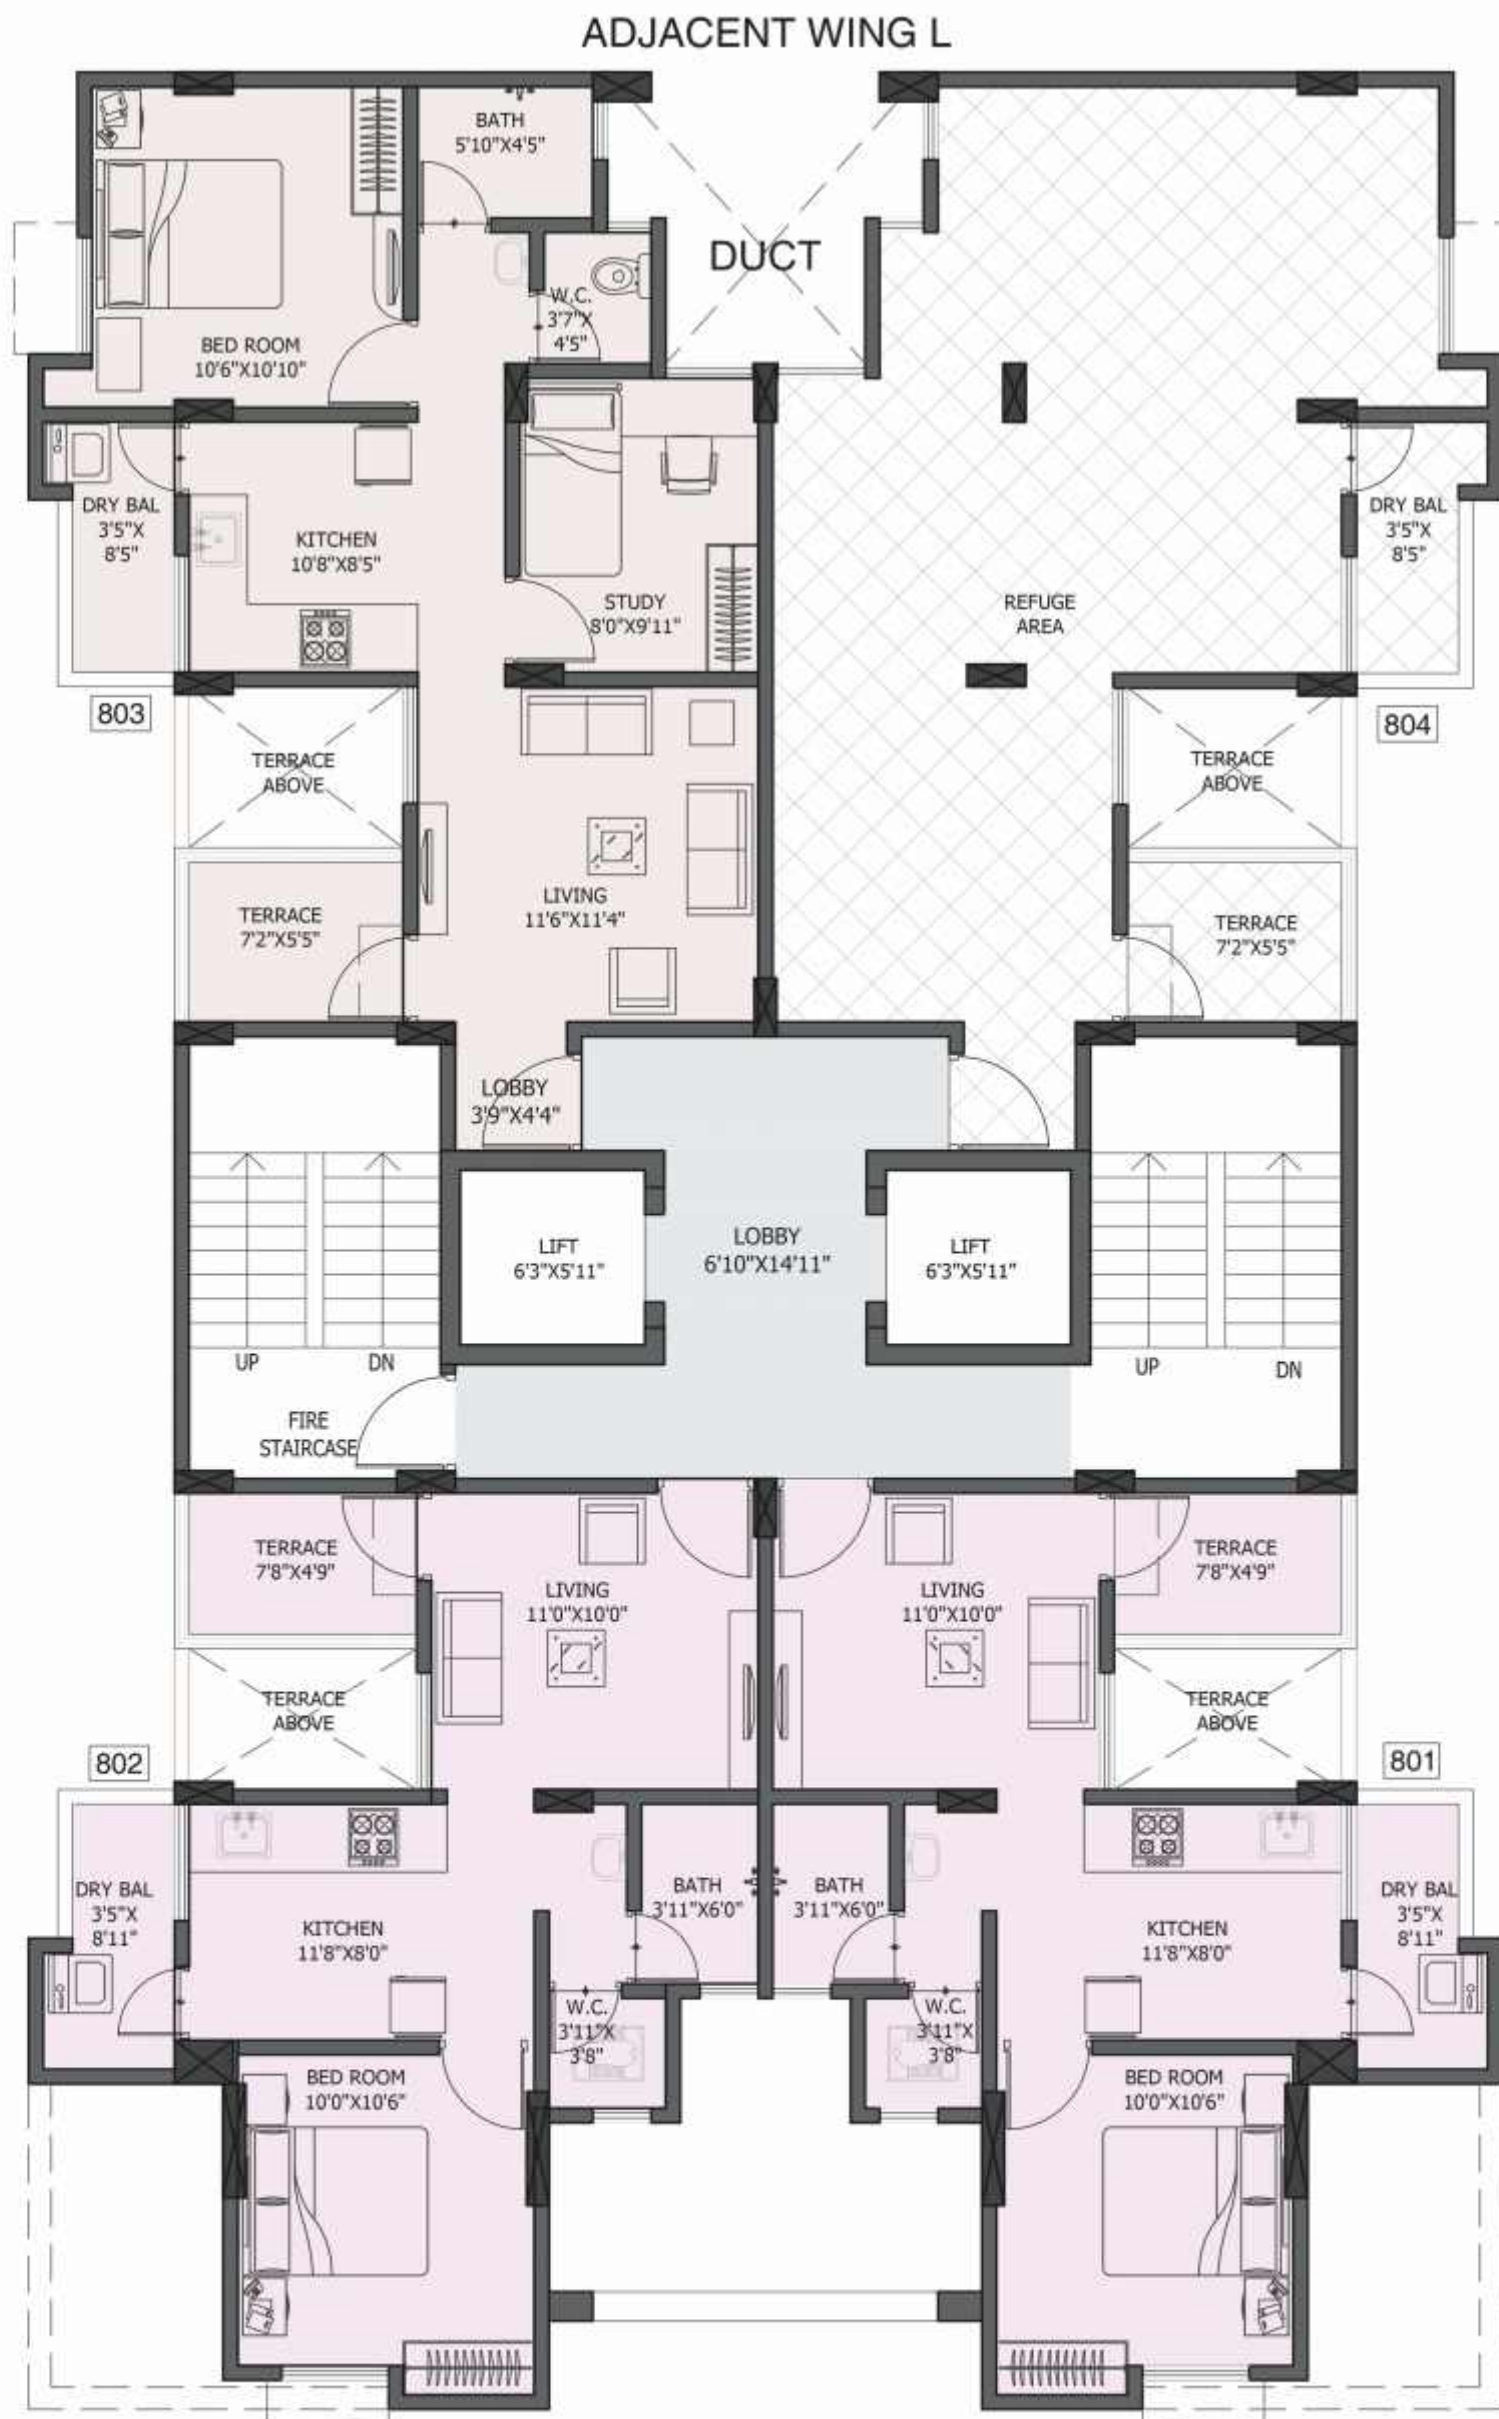 ADJACENT WING L
BATH
5'10"X4'5"
DUCT
W.C.
3'7"X
4'5"
BED ROOM
10'6"X10'10"
DRY BAL
3'5"X
8'5"
KITCHEN
10'8"X8'5"
STUDY
8'0"X9'11"
REFUGE
AREA
DRY BAL
3'5"X
8'5"
803
804
TERRACE
ABOVE
TERRACE
ABOVE
TERRACE
7'2"X5'5"
LIVING
11'6"X11'4"
TERRACE
7'2"X5'5"
LOBBY
3'9"X4'4"
LIFT
6'3"X5'11"
LOBBY
6'10"X14'11"
LIFT
6'3"X5'11"
UP
DN
UP
DN
FIRE
STAIRCASE
TERRACE
7'8"X4'9"
LIVING
11'0"X10'0"
LIVING
11'0"X10'0"
TERRACE
7'8"X4'9"
TERRACE
ABOVE
TERRACE
ABOVE
802
801
DRY BAL
3'5"X
8'11"
KITCHEN
11'8"X8'0"
BATH
3'11"X6'0"
BATH
3'11"X6'0"
KITCHEN
11'8"X8'0"
DRY BAL
3'5"X
8'11"
W.C.
3'11"X
3'8"
W.C.
3'11"X
3'8"
BED ROOM
10'0"X10'6"
BED ROOM
10'0"X10'6"